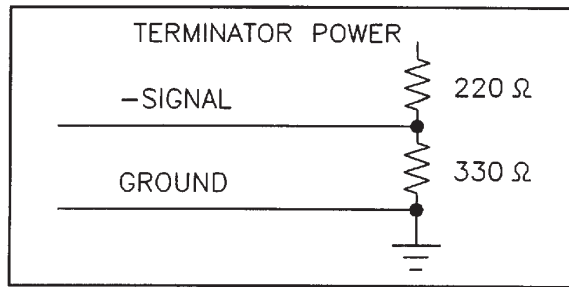 TERMINATOR POWER
220 Ω
-SIGNAL
330 Ω
GROUND